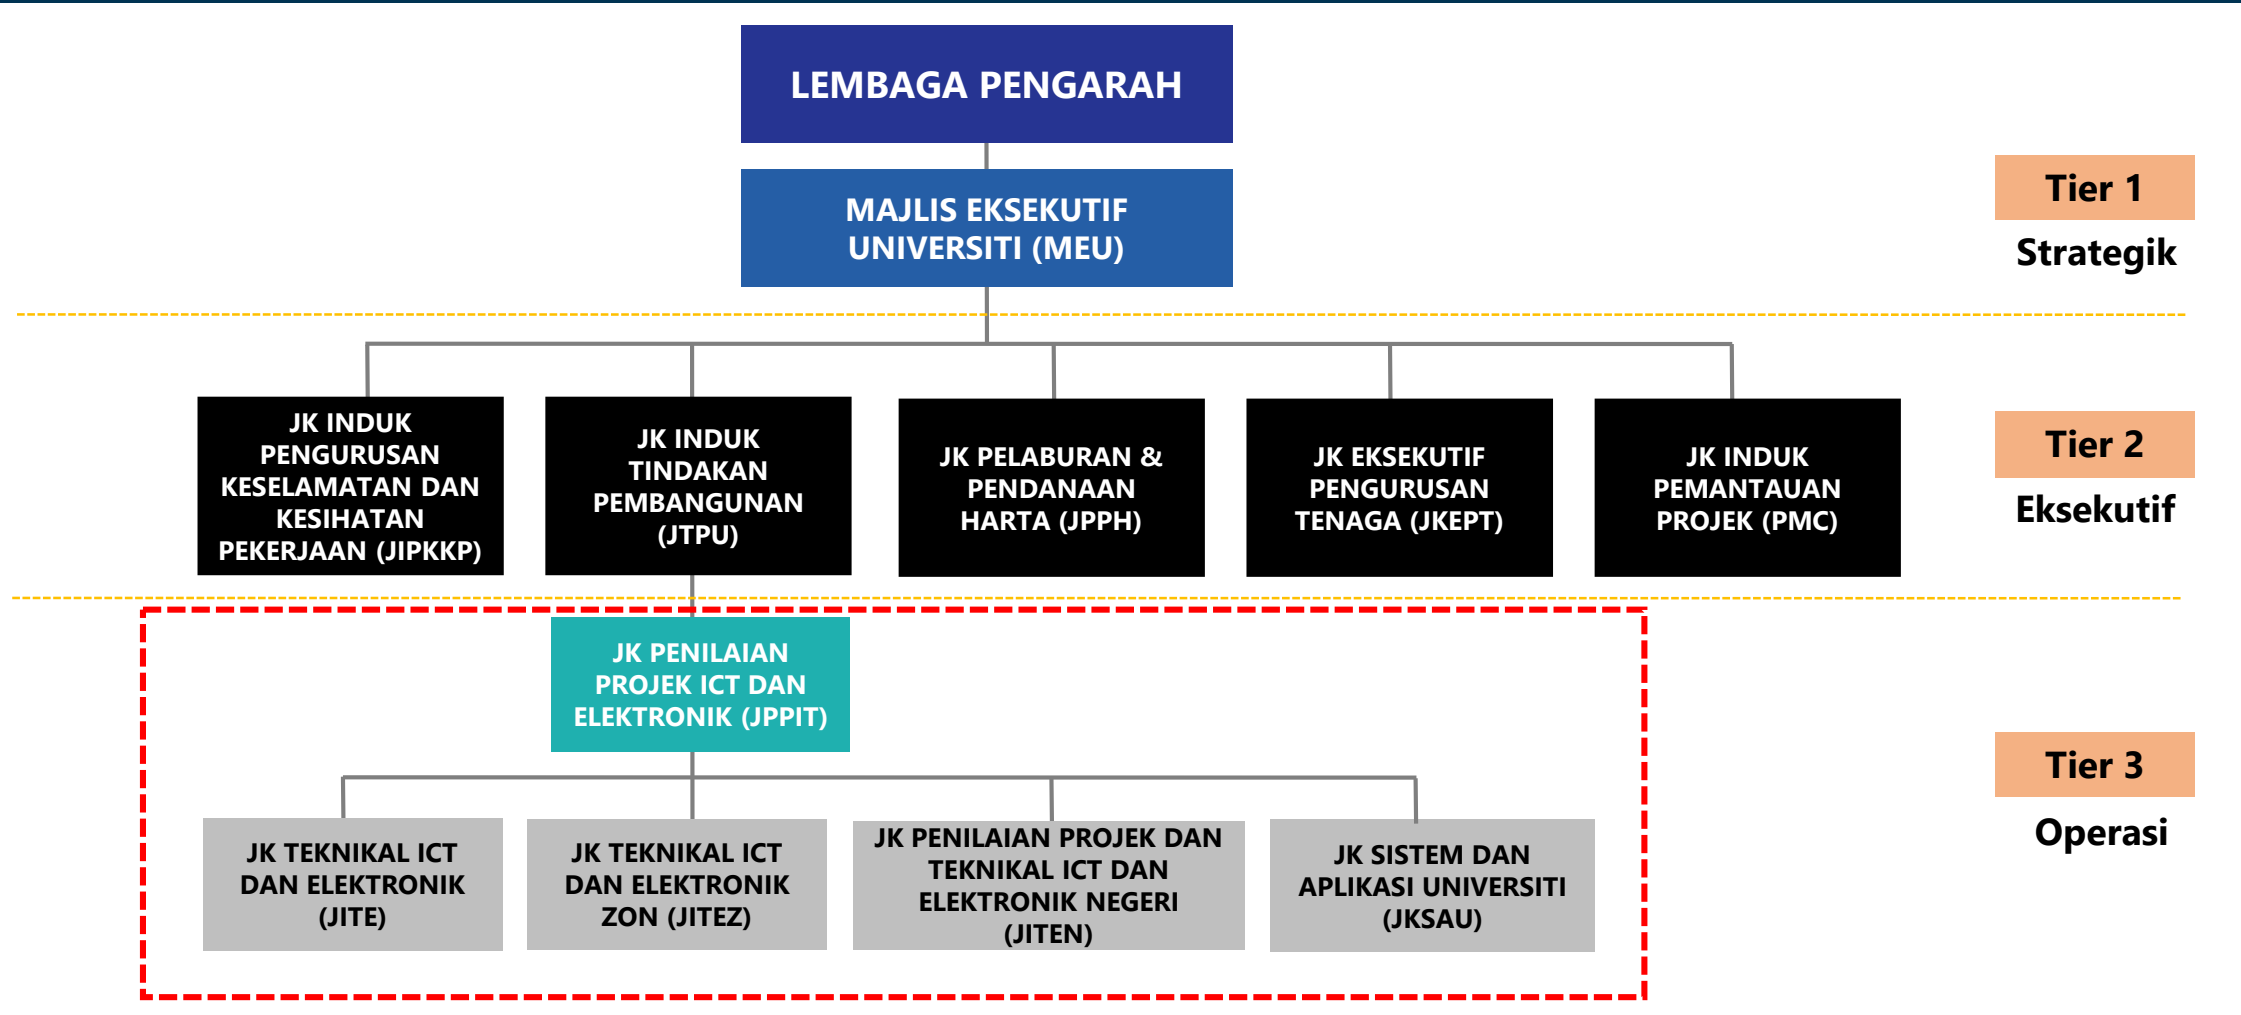 LEMBAGA PENGARAH
MAJLIS EKSEKUTIF
UNIVERSITI (MEU)
Tier 1
Strategik
JK INDUK
PENGURUSAN
KESELAMATAN DAN
KESIHATAN
PEKERJAAN (JIPKKP)
JK INDUK
TINDAKAN
PEMBANGUNAN
(JTPU)
JK PELABURAN &
PENDANAAN
HARTA (JPPH)
JK EKSEKUTIF
PENGURUSAN
TENAGA (JKEPT)
JK INDUK
PEMANTAUAN
PROJEK (PMC)
Tier 2
Eksekutif
JK PENILAIAN
PROJEK ICT DAN
ELEKTRONIK (JPPIT)
JK TEKNIKAL ICT
DAN ELEKTRONIK
(JITE)
JK TEKNIKAL ICT
DAN ELEKTRONIK
ZON (JITEZ)
JK PENILAIAN PROJEK DAN
TEKNIKAL ICT DAN
ELEKTRONIK NEGERI
(JITEN)
JK SISTEM DAN
APLIKASI UNIVERSITI
(JKSAU)
Tier 3
Operasi